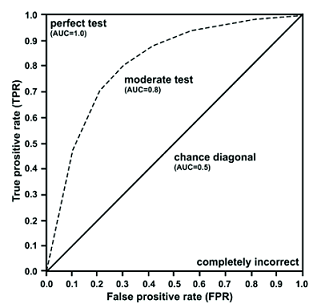 perfect test
(AUC=1.0)
moderate test
(AUC=0.8)
chance diagonal
(AUC=0.5)
completely incorrect
True prositive rate (TPR)
1.0
0.9
0.8
0.7
0.6
0.5
0.4
0.3
0.2
0.1
0.0
0.0 0.1 0.2 0.3 0.4 0.5 0.6 0.7 0.8 0.9 1.0
False positive rate (FPR)